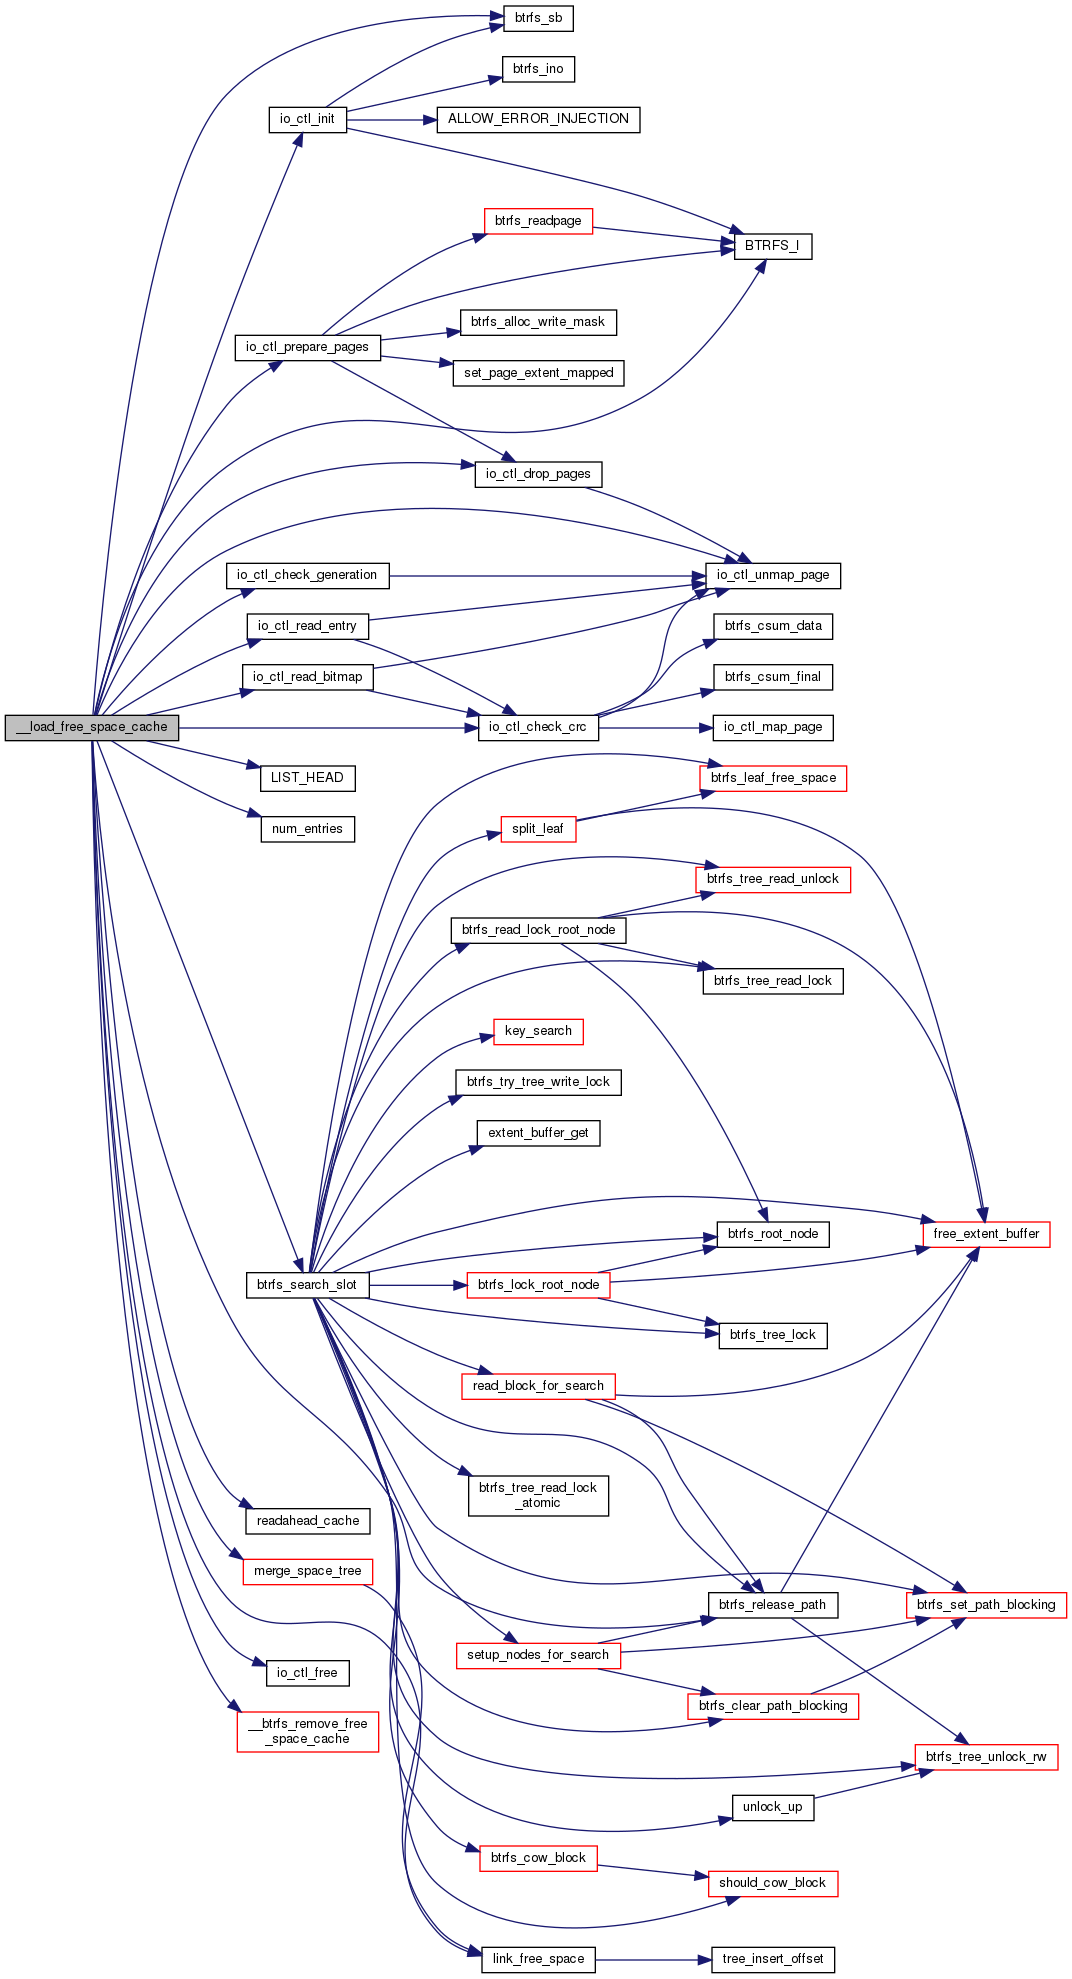 btrfs_sb
btrfs_ino
io_ctl_init
ALLOW_ERROR_INJECTION
btrfs_readpage
BTRFS_I
btrfs_alloc_write_mask
io_ctl_prepare_pages
set_page_extent_mapped
io_ctl_drop_pages
io_ctl_check_generation
io_ctl_unmap_page
io_ctl_read_entry
btrfs_csum_data
io_ctl_read_bitmap
btrfs_csum_final
__load_free_space_cache
io_ctl_check_crc
io_ctl_map_page
LIST_HEAD
btrfs_leaf_free_space
num_entries
split_leaf
btrfs_tree_read_unlock
btrfs_read_lock_root_node
btrfs_tree_read_lock
key_search
btrfs_try_tree_write_lock
extent_buffer_get
btrfs_root_node
free_extent_buffer
btrfs_search_slot
btrfs_lock_root_node
btrfs_tree_lock
read_block_for_search
btrfs_tree_read_lock
_atomic
readahead_cache
merge_space_tree
btrfs_release_path
btrfs_set_path_blocking
setup_nodes_for_search
io_ctl_free
btrfs_clear_path_blocking
__btrfs_remove_free
_space_cache
btrfs_tree_unlock_rw
unlock_up
btrfs_cow_block
should_cow_block
link_free_space
tree_insert_offset